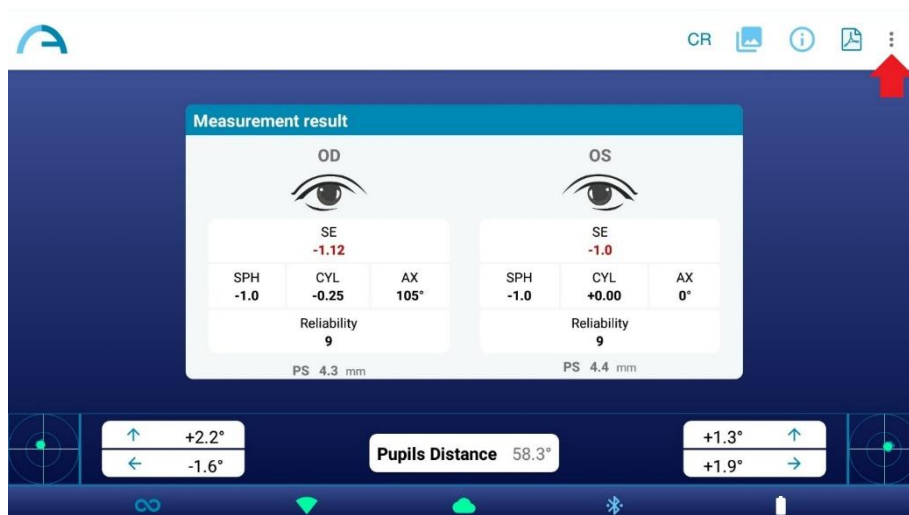 CR
Measurement result
OD
OS
SE
-1.12
SE
-1.0
SPH CYL AX
-1.0 -0.25 105°
SPH CYL AX
-1.0 +0.00 0°
Reliability
9
Reliability
9
PS 4.3 mm
PS 4.4 mm
+2.2°
-1.6°
Pupils Distance 58.3°
+1.3°
+1.9°